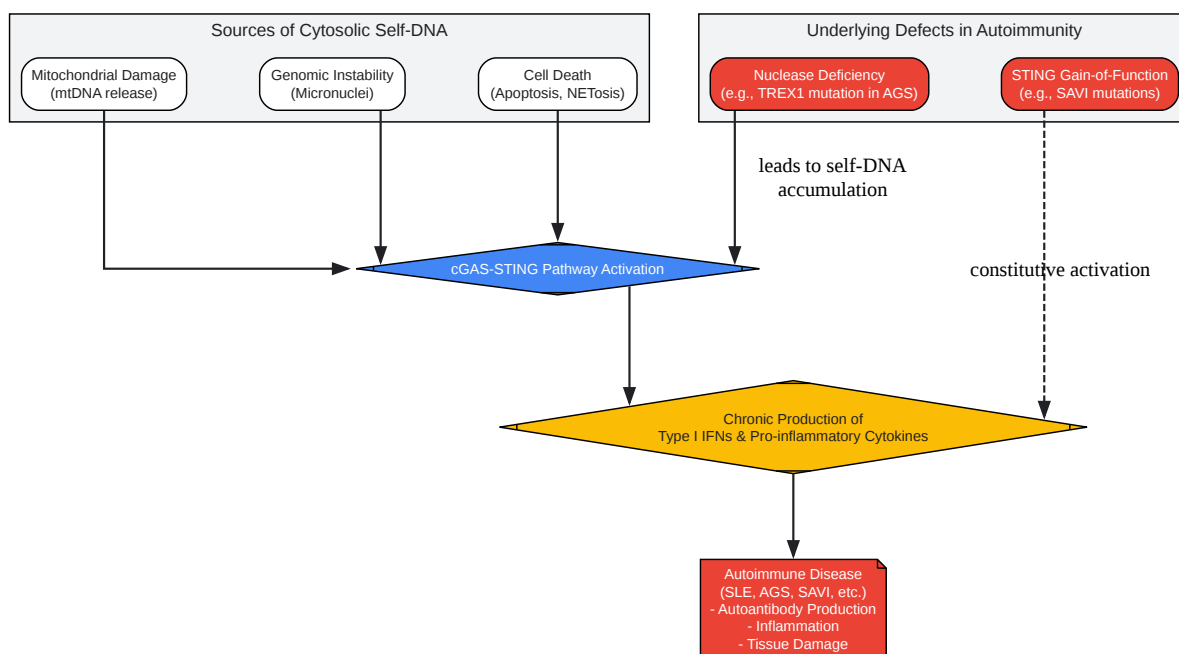 Sources of Cytosolic Self-DNA
Mitochondrial Damage
(mtDNA release)
Genomic Instability
(Micronuclei)
Cell Death
(Apoptosis, NETosis)
Underlying Defects in Autoimmunity
Nuclease Deficiency
(e.g., TREX1 mutation in AGS)
STING Gain-of-Function
(e.g., SAVI mutations)
leads to self-DNA
accumulation
cGAS-STING Pathway Activation
constitutive activation
Chronic Production of
Type I IFNs & Pro-inflammatory Cytokines
Autoimmune Disease
(SLE, AGS, SAVI, etc.)
- Autoantibody Production
- Inflammation
- Tissue Damage